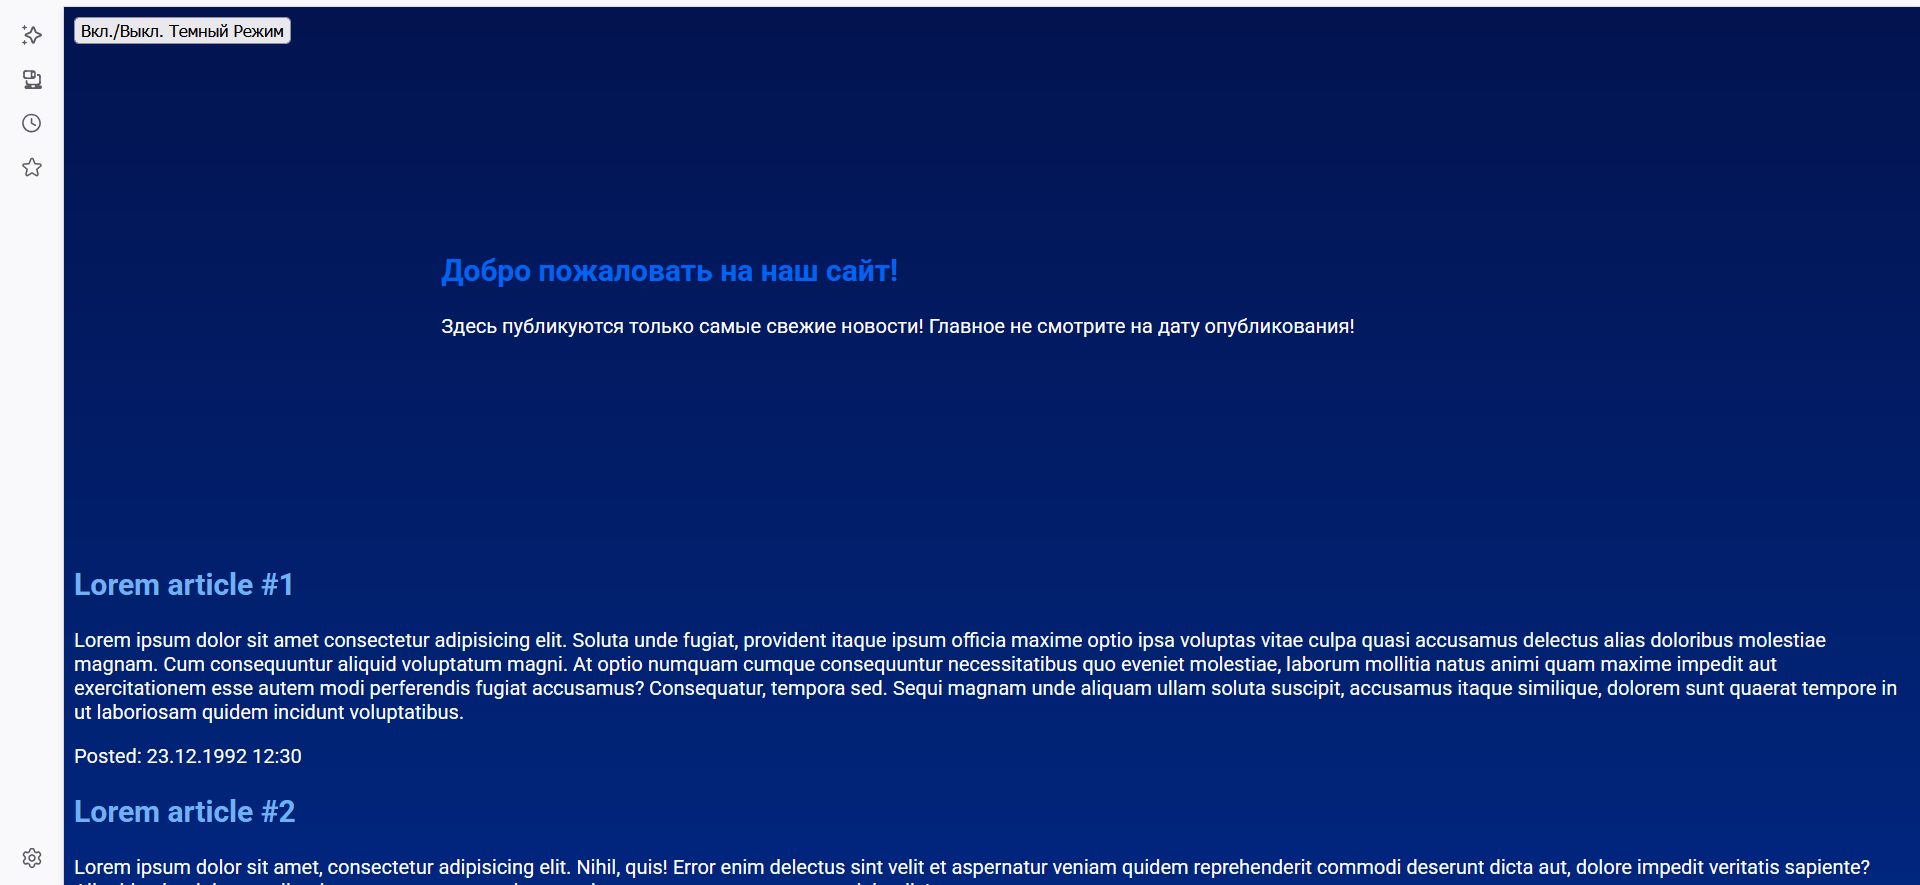 Вкл./Выкл. Темный Режим
Добро пожаловать на наш сайт!
Здесь публикуются только самые свежие новости! Главное не смотрите на дату опубликования!
Lorem article #1
Lorem ipsum dolor sit amet consectetur adipisicing elit. Soluta unde fugiat, provident itaque ipsum officia maxime optio ipsa voluptas vitae culpa quasi accusamus delectus alias doloribus molestiae
magnam. Cum consequuntur aliquid voluptatum magni. At optio numquam cumque consequuntur necessitatibus quo eveniet molestiae, laborum mollitia natus animi quam maxime impedit aut
exercitationem esse autem modi perferendis fugiat accusamus? Consequatur, tempora sed. Sequi magnam unde aliquam ullam soluta suscipit, accusamus itaque similique, dolorem sunt quaerat tempore in
ut laboriosam quidem incidunt voluptatibus.
Posted: 23.12.1992 12:30
Lorem article #2
Lorem ipsum dolor sit amet, consectetur adipisicing elit. Nihil, quis! Error enim delectus sint velit et aspernatur veniam quidem reprehenderit commodi deserunt dicta aut, dolore impedit veritatis sapiente?